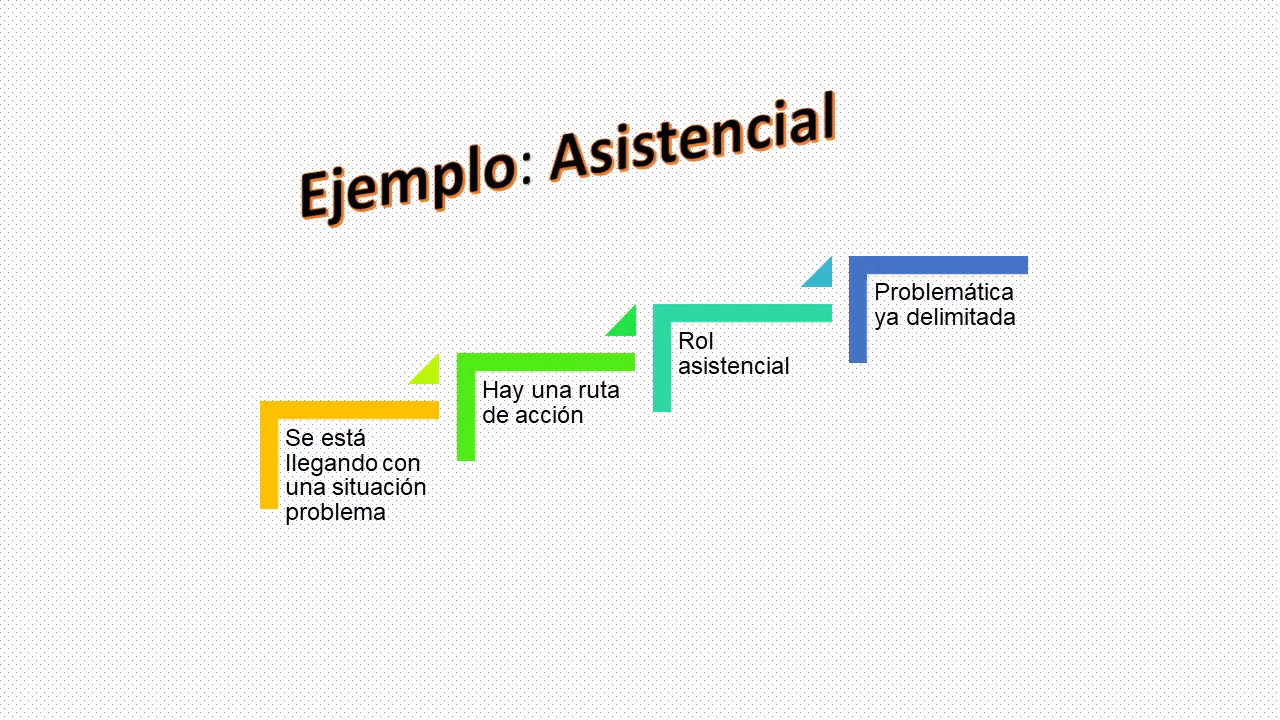 Ejemplo: Asistencial
Se está
llegando con
una situación
problema
Hay una ruta
de acción
Rol
asistencial
Problemática
ya delimitada